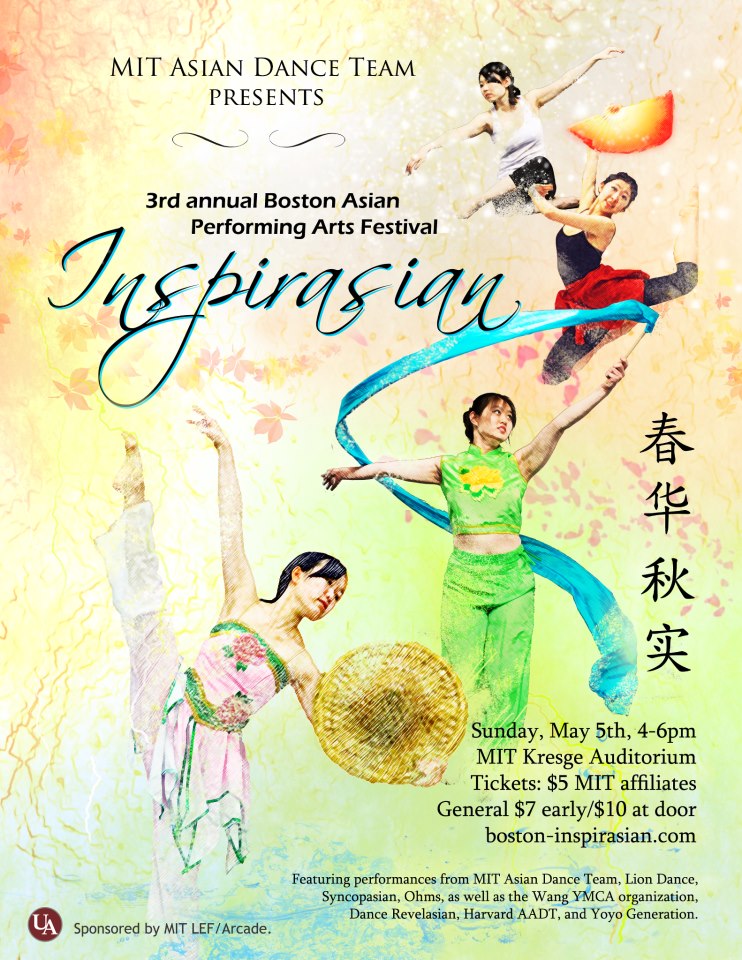 MIT Asian Dance Team
presents
3rd annual Boston Asian
Performing Arts Festival
Inspirasian
春
华
秋
实
Sunday, May 5th, 4-6pm
MIT Kresge Auditorium
Tickets: $5 MIT affiliates
General $7 early/$10 at door
boston-inspirasian.com
Featuring performances from MIT Asian Dance Team, Lion Dance,
Syncopasian, Ohms, as well as the Wang YMCA organization,
Dance Revelasian, Harvard AADT, and Yoyo Generation.
UA
Sponsored by MIT LEF/Arcade.